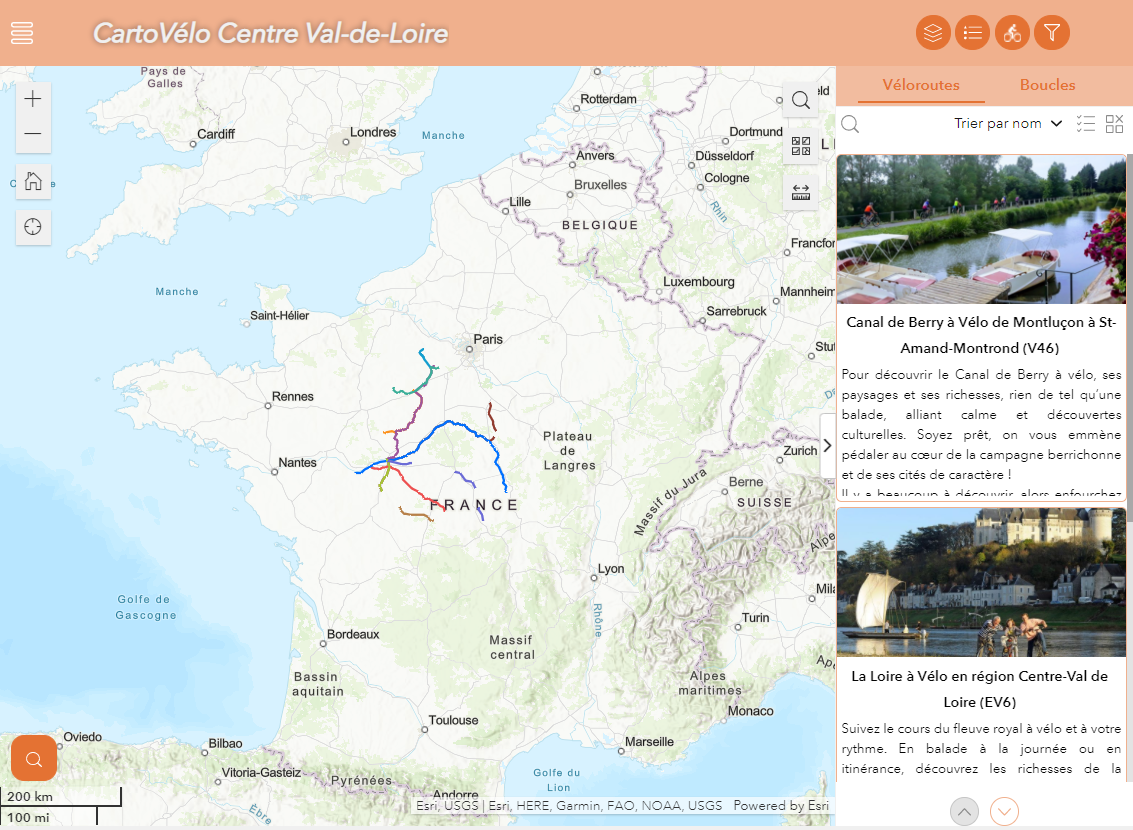 CartoVélo Centre Val-de-Loire
Pays de
Galles
Cardiff
Londres
Manche
Rotterdam
Dortmund
Anvers
Düsseldorf
Bruxelles
Cologne
Lille
Rhin
BELGIQUE
Francfor
Luxembourg
Mannheim
Manche
Sarrebruck
Saint-Hélier
Paris
Stut
Rennes
Plateau
de
Langres
Nantes
Zurich
Berne
Massif du Jura
SUISSE
FRANCE
Alpe
Lyon
Mila
Golfe de
Gascogne
Rhône
Turin
Bordeaux
Massif
central
Bassin
aquitain
Alpes
maritimes
Ap
Monaco
Toulouse
Oviedo
Bilbao
Marseille
Vitoria-Gasteiz
Golfe du
Lion
Pyrénées
Andorre
Èbre
200 km
100 mi
Esri, USGS | Esri, HERE, Garmin, FAO, NOAA, USGS Powered by Esri
Véloroutes Boucles
Trier par nom
Canal de Berry à Vélo de Montluçon à St-
Amand-Montrond (V46)
Pour découvrir le Canal de Berry à vélo, ses
paysages et ses richesses, rien de tel qu’une
balade, alliant calme et découvertes
culturelles. Soyez prêt, on vous emmène
pédaler au cœur de la campagne berrichonne
et de ses cités de caractère !
Il y a beaucoup à découvrir, alors enfourchez
La Loire à Vélo en région Centre-Val de
Loire (EV6)
Suivez le cours du fleuve royal à vélo et à votre
rythme. En balade à la journée ou en
itinérance, découvrez les richesses de la